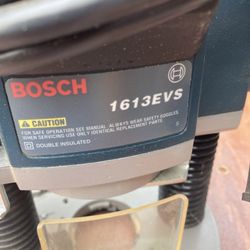 BOSCH
1613EVS
CAUTION
FOR SAFE OPERATION SEE MANUAL. ALWAYS WEAR SAFETY GOGGLES.
WHEN SERVICING USE ONLY IDENTICAL REPLACEMENT PARTS.
DOUBLE INSULATED